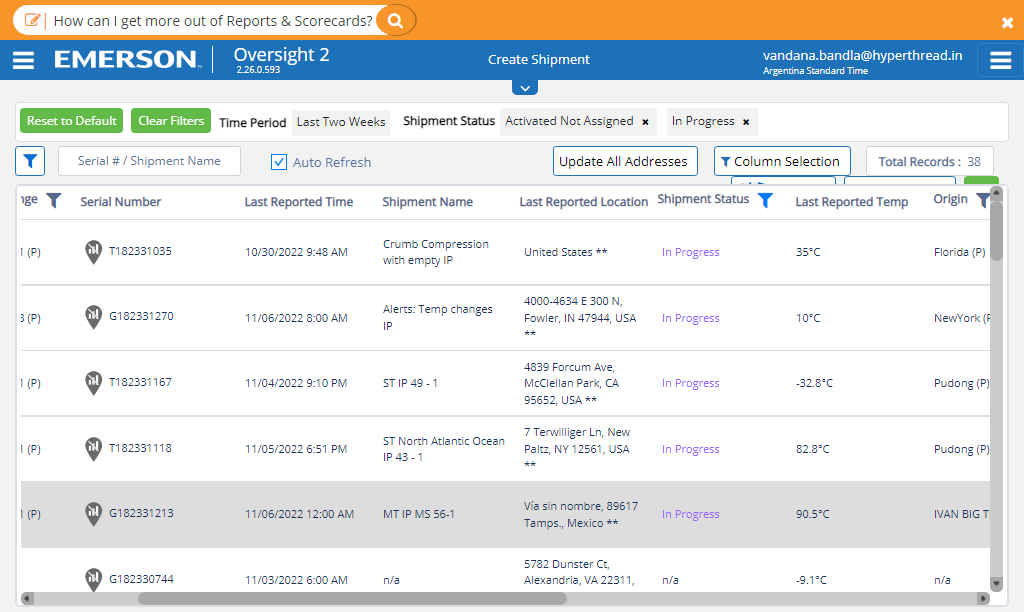 How can I get more out of Reports & Scorecards?
EMERSON
Oversight 2
2.26.0.593
Create Shipment
vandana.bandla@hyperthread.in
Argentina Standard Time
Reset to Default
Clear Filters
Time Period
Last Two Weeks
Shipment Status
Activated Not Assigned ×
In Progress ×
Serial # / Shipment Name
Auto Refresh
Update All Addresses
Column Selection
Total Records : 38
Serial Number
Last Reported Time
Shipment Name
Last Reported Location
Shipment Status
Last Reported Temp
Origin
(P)
T182331035
10/30/2022 9:48 AM
Crumb Compression
with empty IP
United States **
In Progress
35°C
Florida (P)
(P)
G182331270
11/06/2022 8:00 AM
Alerts: Temp changes
IP
4000-4634 E 300 N,
Fowler, IN 47944, USA
**
In Progress
10°C
NewYork
(P)
T182331167
11/04/2022 9:10 PM
ST IP 49 - 1
4839 Forcum Ave,
McClellan Park, CA
95652, USA **
In Progress
-32.8°C
Pudong (P)
(P)
T182331118
11/05/2022 6:51 PM
ST North Atlantic Ocean
IP 43 - 1
7 Terwilliger Ln, New
Paltz, NY 12561, USA
**
In Progress
82.8°C
Pudong (P)
(P)
G182331213
11/06/2022 12:00 AM
MT IP MS 56-1
Vía sin nombre, 89617
Tamps., Mexico **
In Progress
90.5°C
IVAN BIG T
G182330744
11/03/2022 6:00 AM
n/a
5782 Dunster Ct,
Alexandria, VA 22311,
n/a
-9.1°C
n/a